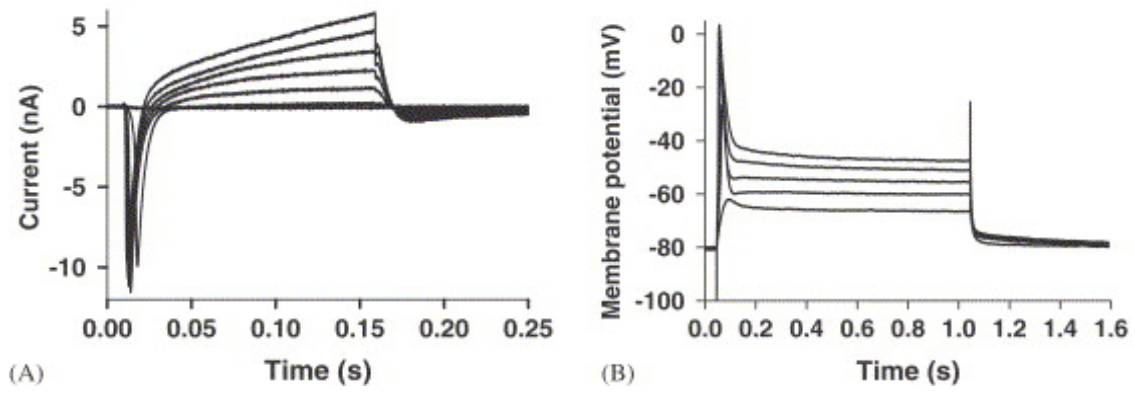 5
0
-5
-10
Current (nA)
0.00 0.05 0.10 0.15 0.20 0.25
Time (s)
(A)
0
-20
-40
-60
-80
-100
Membrane potential (mV)
0.0 0.2 0.4 0.6 0.8 1.0 1.2 1.4 1.6
Time (s)
(B)